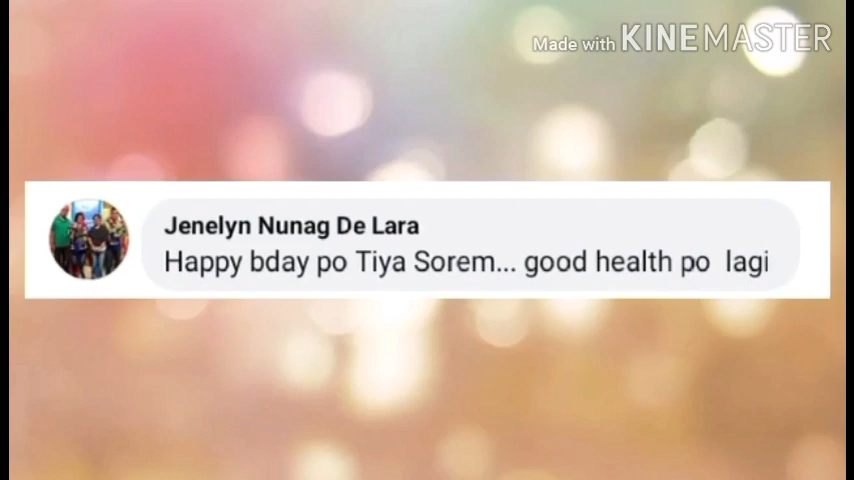 Made with KINEMASTER
Jenelyn Nunag De Lara
Happy bday po Tiya Sorem... good health po lagi